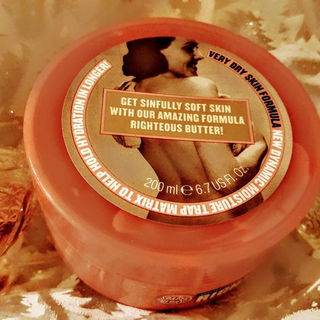 VERY DRY SKIN FORMULA
NEW DYNAMIC MOISTURE TRAP MATRIX TO HELP HOLD HYDRATION IN LONGER!
GET SINFULLY SOFT SKIN
WITH OUR AMAZING FORMULA
RIGHTEOUS BUTTER!
200 ml ℮ 6.7 US Fl. Oz.